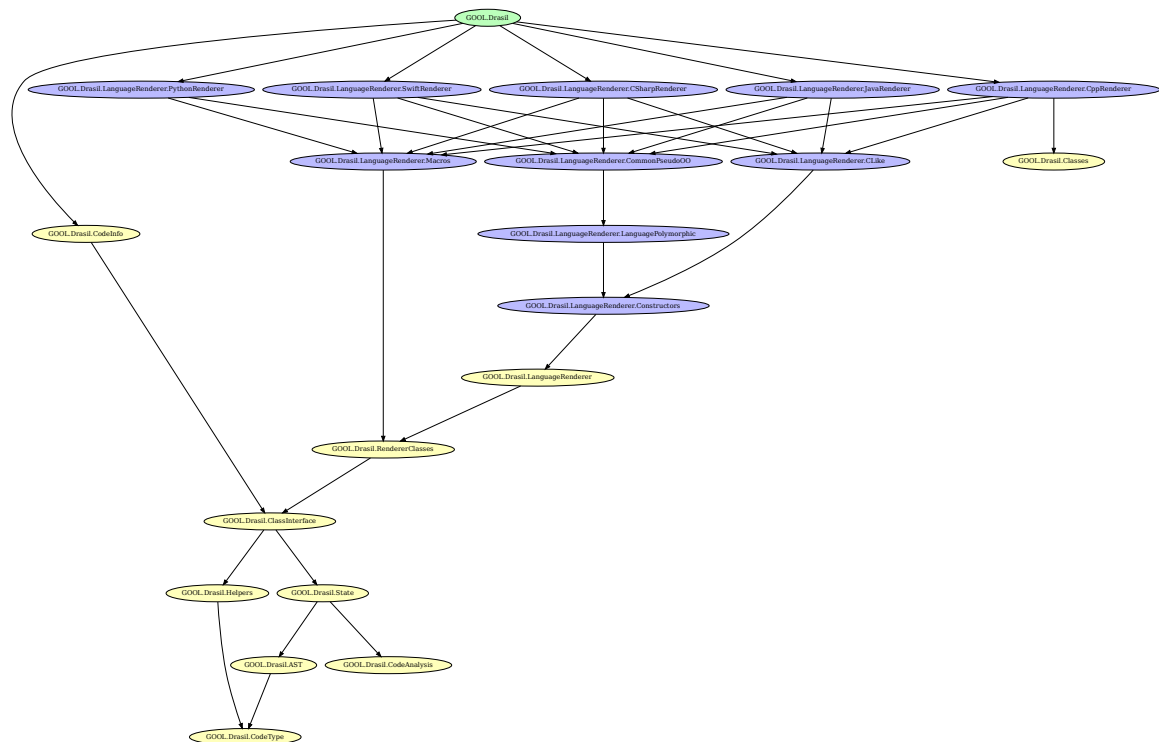 GOOL.Drasil
GOOL.Drasil.LanguageRenderer.PythonRenderer
GOOL.Drasil.LanguageRenderer.SwiftRenderer
GOOL.Drasil.LanguageRenderer.CSharpRenderer
GOOL.Drasil.LanguageRenderer.JavaRenderer
GOOL.Drasil.LanguageRenderer.CppRenderer
GOOL.Drasil.LanguageRenderer.Macros
GOOL.Drasil.LanguageRenderer.CommonPseudoOO
GOOL.Drasil.LanguageRenderer.CLike
GOOL.Drasil.Classes
GOOL.Drasil.CodeInfo
GOOL.Drasil.LanguageRenderer.LanguagePolymorphic
GOOL.Drasil.LanguageRenderer.Constructors
GOOL.Drasil.LanguageRenderer
GOOL.Drasil.RendererClasses
GOOL.Drasil.ClassInterface
GOOL.Drasil.Helpers
GOOL.Drasil.State
GOOL.Drasil.AST
GOOL.Drasil.CodeAnalysis
GOOL.Drasil.CodeType